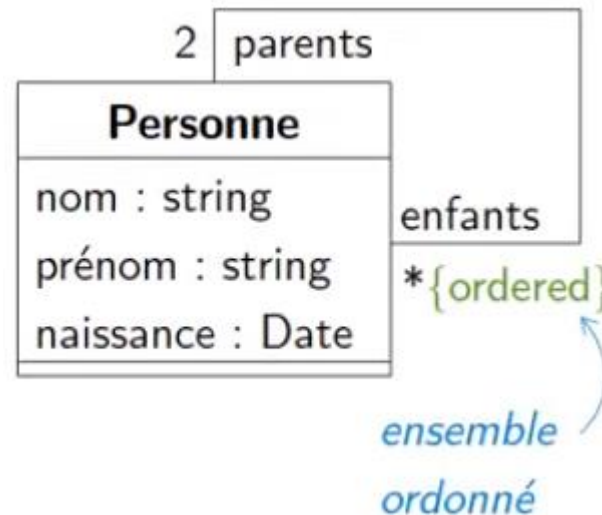 2 parents
Personne
nom : string
prénom : string
naissance : Date
enfants
*{ordered}
ensemble
ordonné